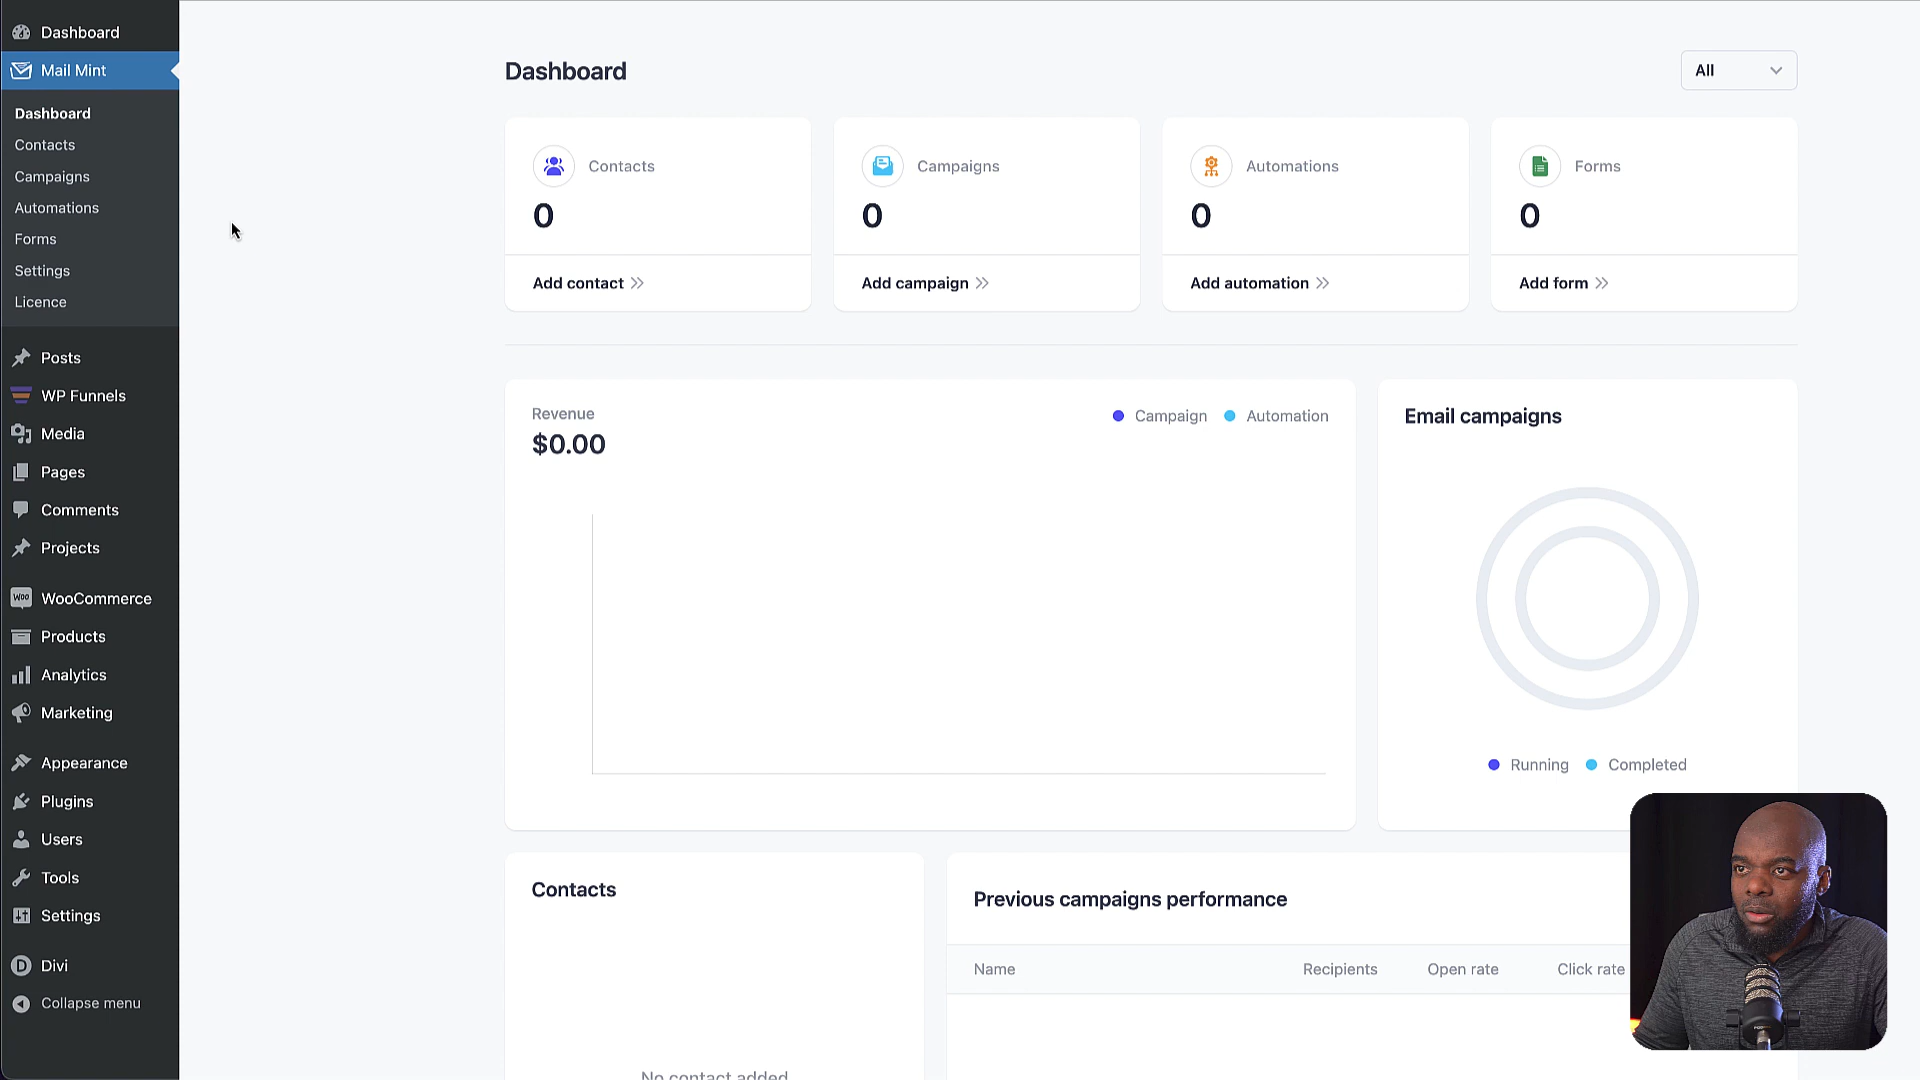 Dashboard
Mail Mint
Dashboard
Contacts
Campaigns
Automations
Forms
Settings
Licence
Posts
WP Funnels
Media
Pages
Comments
Projects
WooCommerce
Products
Analytics
Marketing
Appearance
Plugins
Users
Tools
Settings
Divi
Collapse menu
Dashboard
All
Contacts
0
Add contact
Campaigns
0
Add campaign
Automations
0
Add automation
Forms
0
Add form
Revenue
$0.00
Campaign Automation
Email campaigns
Running Completed
Contacts
No contact added
Previous campaigns performance
Name Recipients Open rate Click rate